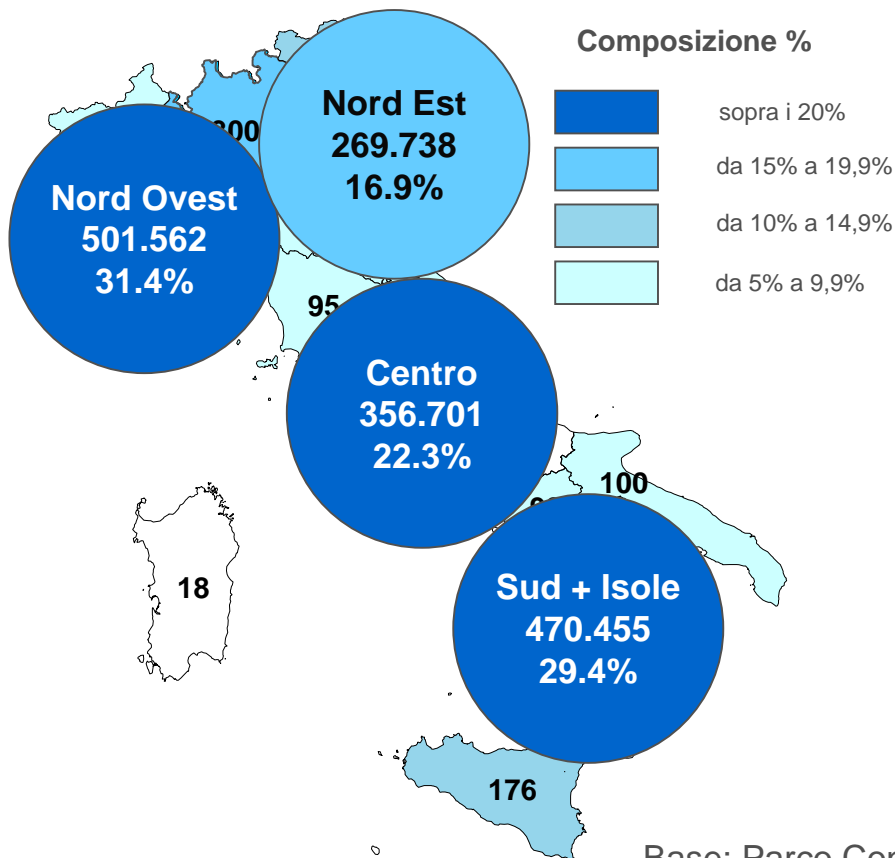 Composizione %
sopra i 20%
da 15% a 19,9%
da 10% a 14,9%
da 5% a 9,9%
Nord Est
269.738
16.9%
Nord Ovest
501.562
31.4%
95
Centro
356.701
22.3%
100
18
Sud + Isole
470.455
29.4%
176
Base: Parco